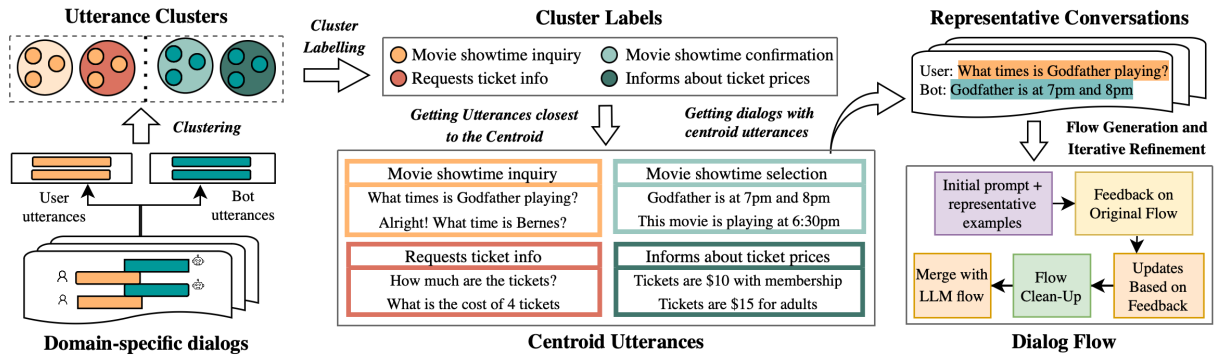 Utterance Clusters
Clustering
User
utterances
Bot
utterances
Domain-specific dialogs
Cluster
Labelling
Cluster Labels
Movie showtime inquiry
Movie showtime confirmation
Requests ticket info
Informs about ticket prices
Getting Utterances closest
to the Centroid
Getting dialogs with
centroid utterances
Movie showtime inquiry
What times is Godfather playing?
Alright! What time is Bernes?
Movie showtime selection
Godfather is at 7pm and 8pm
This movie is playing at 6:30pm
Requests ticket info
How much are the tickets?
What is the cost of 4 tickets
Informs about ticket prices
Tickets are $10 with membership
Tickets are $15 for adults
Centroid Utterances
Representative Conversations
User: What times is Godfather playing?
Bot: Godfather is at 7pm and 8pm
Flow Generation and
Iterative Refinement
Initial prompt +
representative
examples
Feedback on
Original Flow
Updates
Based on
Feedback
Flow
Clean-Up
Merge with
LLM flow
Dialog Flow